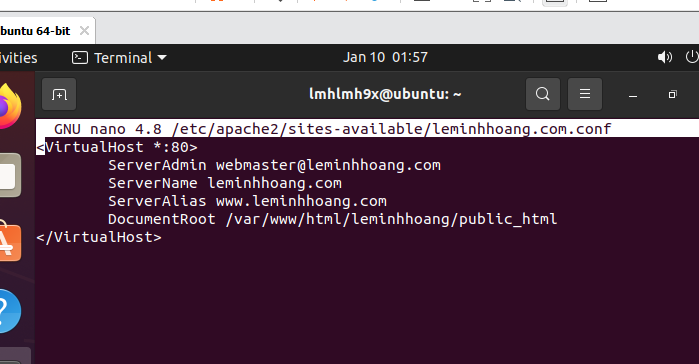 buntu 64-bit
ivities Terminal Jan 10 01:57
lmhlmh9x@ubuntu: ~
GNU nano 4.8 /etc/apache2/sites-available/leminhhoang.com.conf
<VirtualHost *:80>
ServerAdmin webmaster@leminhhoang.com
ServerName leminhhoang.com
ServerAlias www.leminhhoang.com
DocumentRoot /var/www/html/leminhhoang/public_html
</VirtualHost>